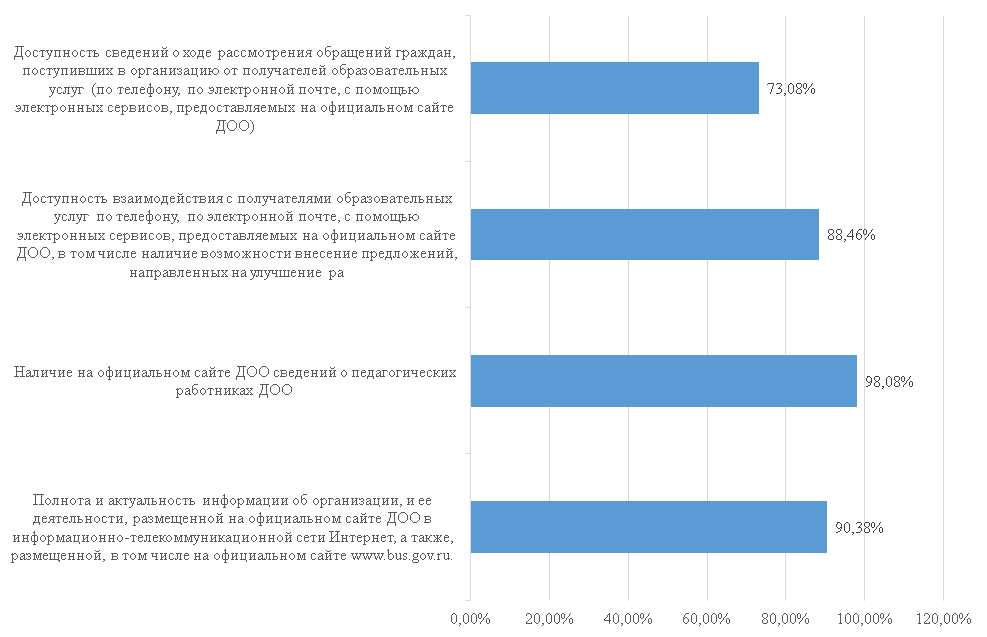 Доступность сведений о ходе рассмотрения обращений граждан,
поступивших в организацию от получателей образовательных
услуг (по телефону, по электронной почте, с помощью
электронных сервисов, предоставляемых на официальном сайте
ДОО)
73,08%
Доступность взаимодействия с получателями образовательных
услуг по телефону, по электронной почте, с помощью
электронных сервисов, предоставляемых на официальном сайте
ДОО, в том числе наличие возможности внесение предложений,
направленных на улучшение ра
88,46%
Наличие на официальном сайте ДОО сведений о педагогических
работниках ДОО
98,08%
Полнота и актуальность информации об организации, и ее
деятельности, размещенной на официальном сайте ДОО в
информационно-телекоммуникационной сети Интернет, а также,
размещенной, в том числе на официальном сайте www.bus.gov.ru.
90,38%
0,00% 20,00% 40,00% 60,00% 80,00% 100,00% 120,00%